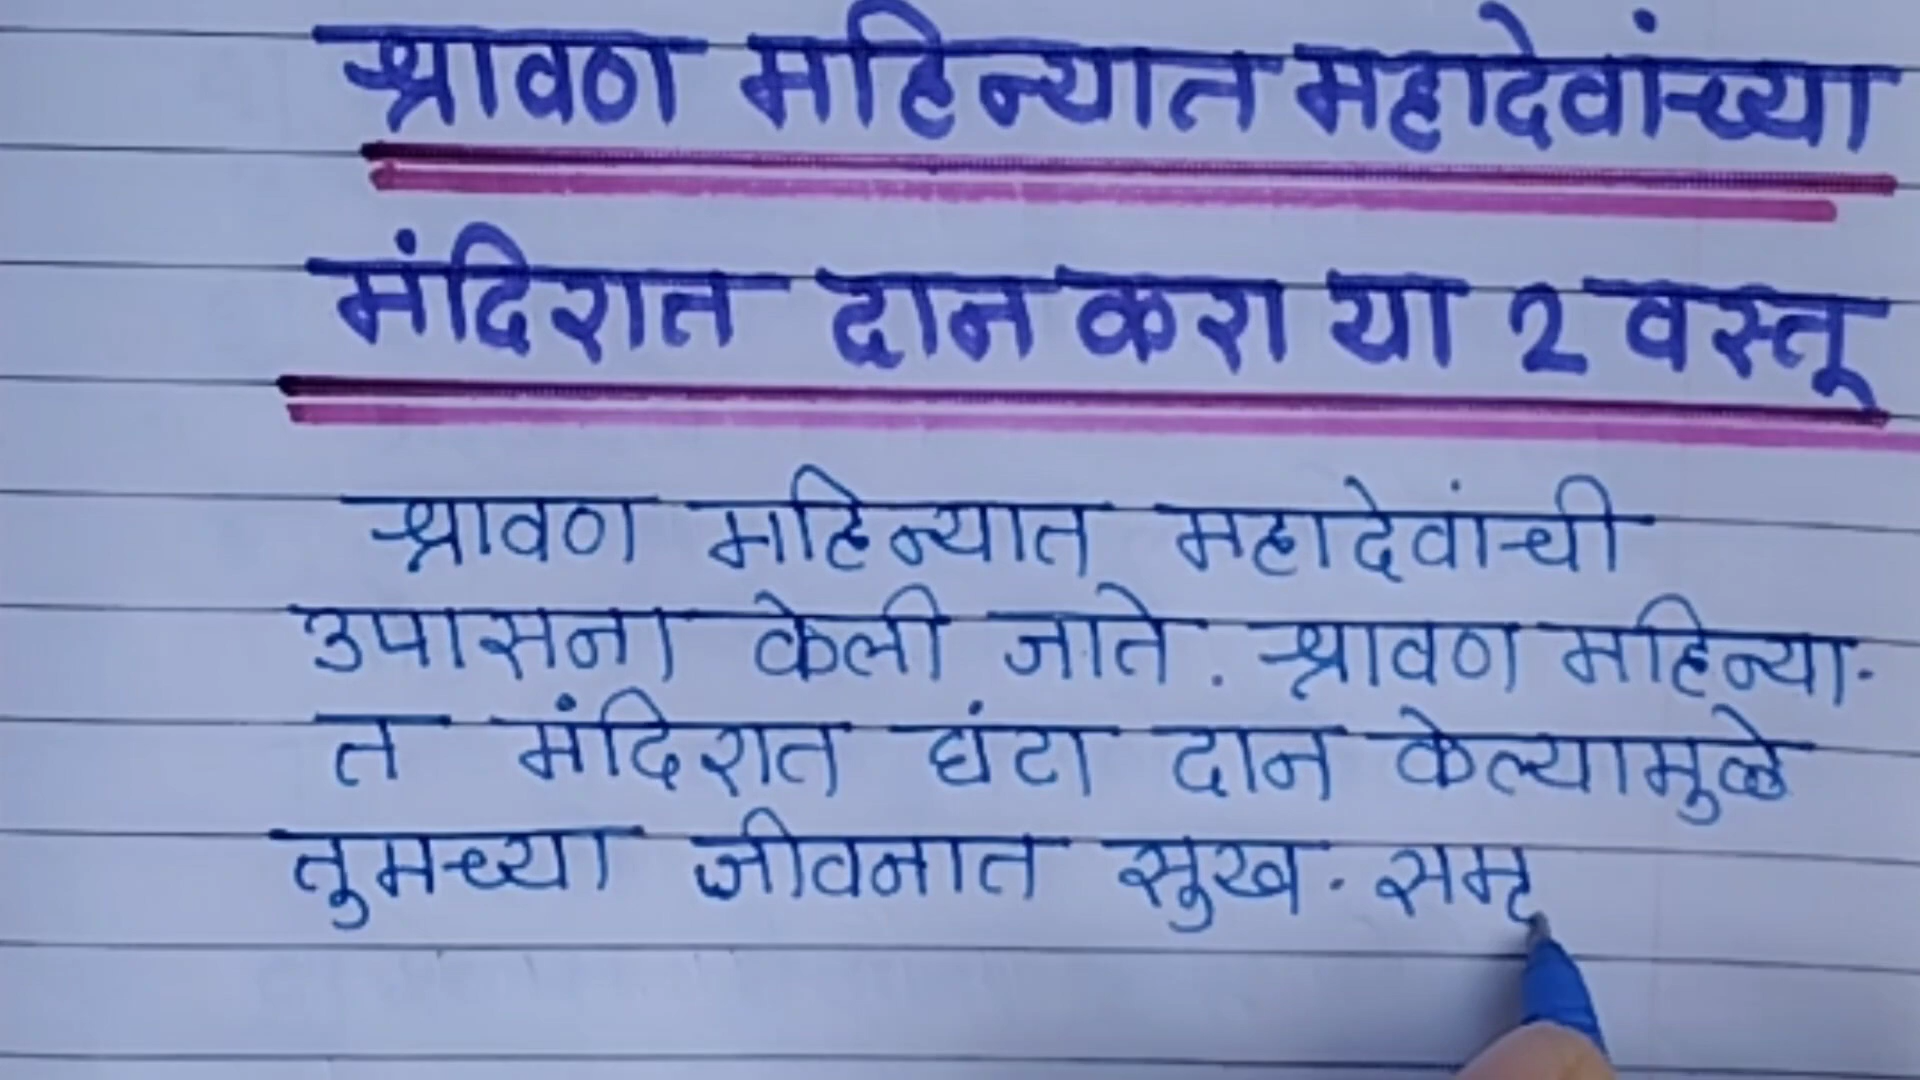 श्रावण महिन्यात महादेवांच्या
मंदिरात दान करा या 2 वस्तू
श्रावण महिन्यात महादेवांची
उपासना केली जाते. श्रावण महिन्या-
त मंदिरात घंटा दान केल्यामुळे
तुमच्या जीवनात सुख-समृ